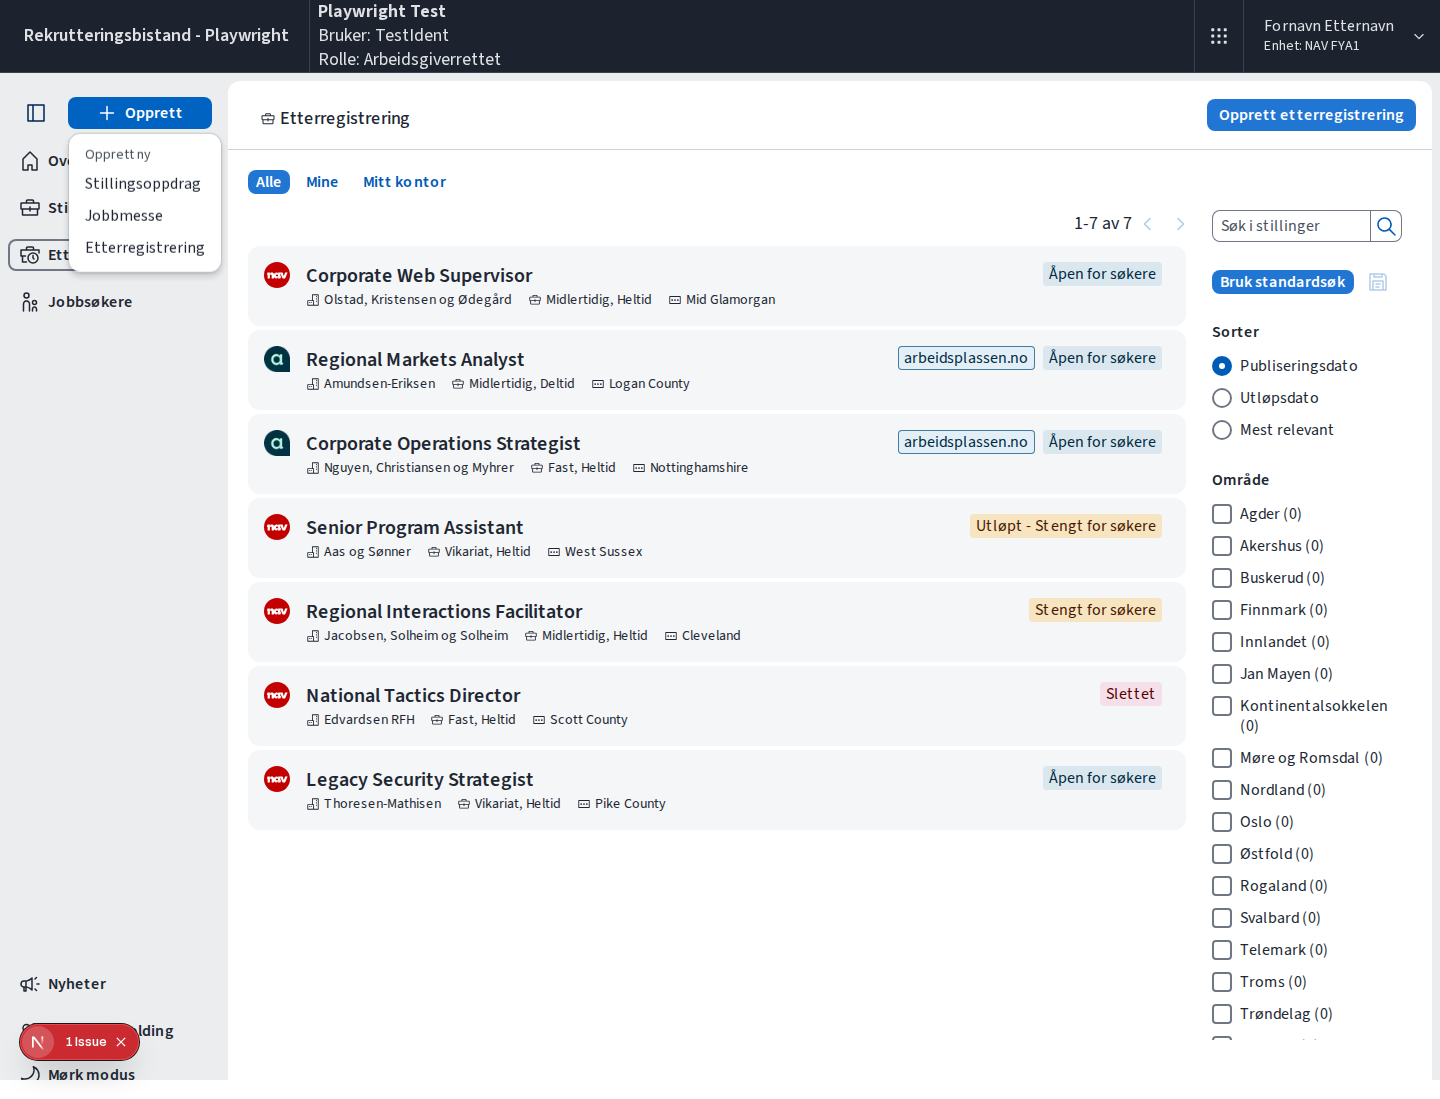 Rekrutteringsbistand - Playwright
Playwright Test
Bruker: TestIdent
Rolle: Arbeidsgiverrettet
Fornavn Etternavn
Enhet: NAV FYA1
Opprett
Opprett ny
Stillingsoppdrag
Jobbmesse
Etterregistrering
Ove
Sti
Ett
Jobbsøkere
Nyheter
olding
1 Issue
Mørk modus
Etterregistrering
Opprett etterregistrering
Alle
Mine
Mitt kontor
1-7 av 7
nav
Corporate Web Supervisor
Åpen for søkere
Olstad, Kristensen og Ødegård
Midlertidig, Heltid
Mid Glamorgan
a
Regional Markets Analyst
arbeidsplassen.no
Åpen for søkere
Amundsen-Eriksen
Midlertidig, Deltid
Logan County
a
Corporate Operations Strategist
arbeidsplassen.no
Åpen for søkere
Nguyen, Christiansen og Myhrer
Fast, Heltid
Nottinghamshire
nav
Senior Program Assistant
Utløpt - Stengt for søkere
Aas og Sønner
Vikariat, Heltid
West Sussex
nav
Regional Interactions Facilitator
Stengt for søkere
Jacobsen, Solheim og Solheim
Midlertidig, Heltid
Cleveland
nav
National Tactics Director
Slettet
Edvardsen RFH
Fast, Heltid
Scott County
nav
Legacy Security Strategist
Åpen for søkere
Thoresen-Mathisen
Vikariat, Heltid
Pike County
Søk i stillinger
Bruk standardsøk
Sorter
Publiseringsdato
Utløpsdato
Mest relevant
Område
Agder (0)
Akershus (0)
Buskerud (0)
Finnmark (0)
Innlandet (0)
Jan Mayen (0)
Kontinentalsokkelen
(0)
Møre og Romsdal (0)
Nordland (0)
Oslo (0)
Østfold (0)
Rogaland (0)
Svalbard (0)
Telemark (0)
Troms (0)
Trøndelag (0)